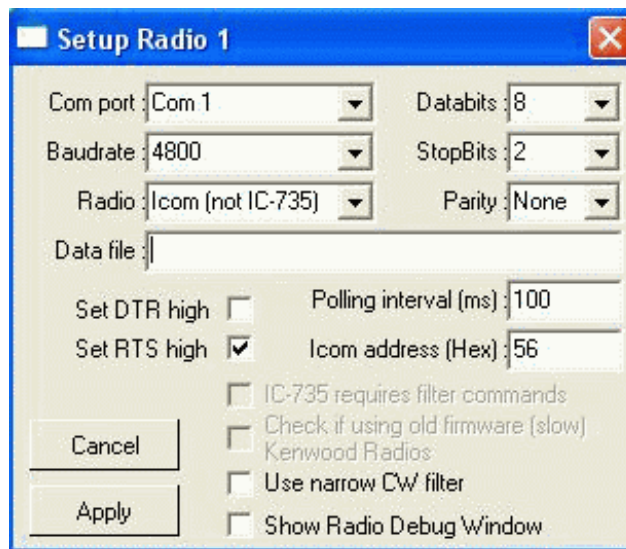 Setup Radio 1
Com port : Com 1 Databits : 8
Baudrate : 4800 StopBits : 2
Radio : Icom (not IC-735) Parity : None
Data file :
Set DTR high Polling interval (ms) : 100
Set RTS high Icom address (Hex) : 56
IC-735 requires filter commands
Check if using old firmware (slow)
Kenwood Radios
Cancel
Use narrow CW filter
Apply
Show Radio Debug Window